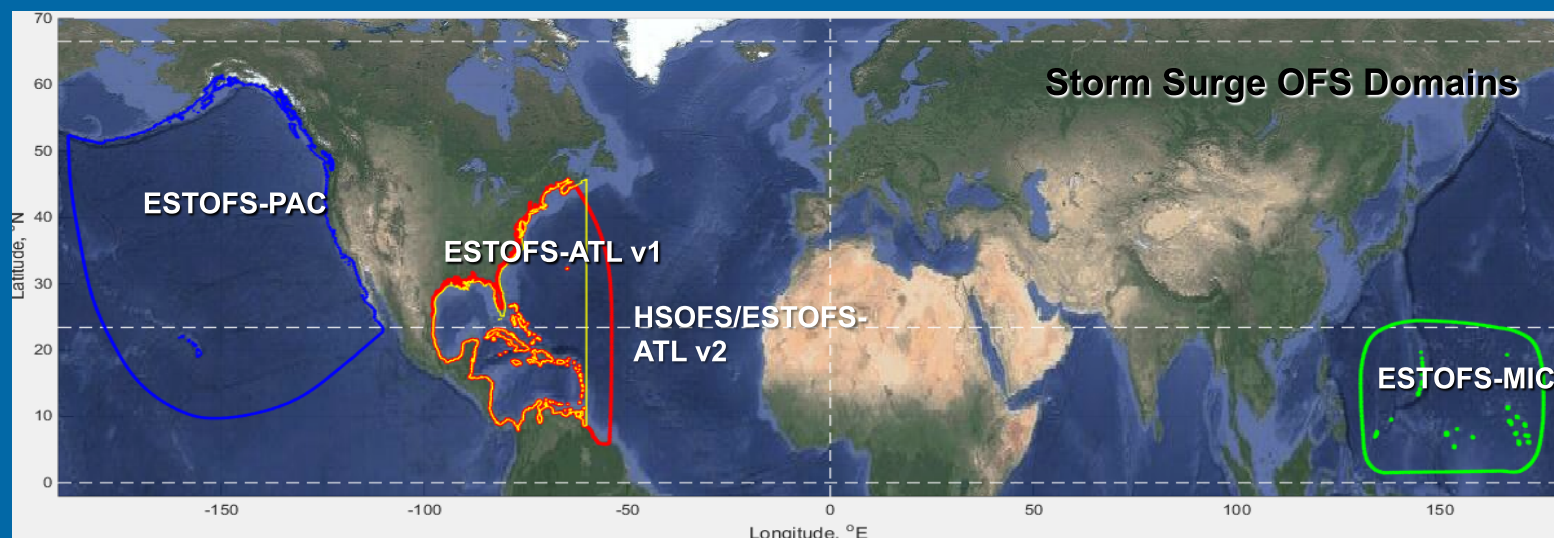 Storm Surge OFS Domains
ESTOFS-PAC
ESTOFS-ATL v1
HSOFS/ESTOFS-
ATL v2
ESTOFS-MIC
70
60
50
40
30
20
10
0
Latitude, °N
-150
-100
-50
0
50
100
150
Longitude, °E